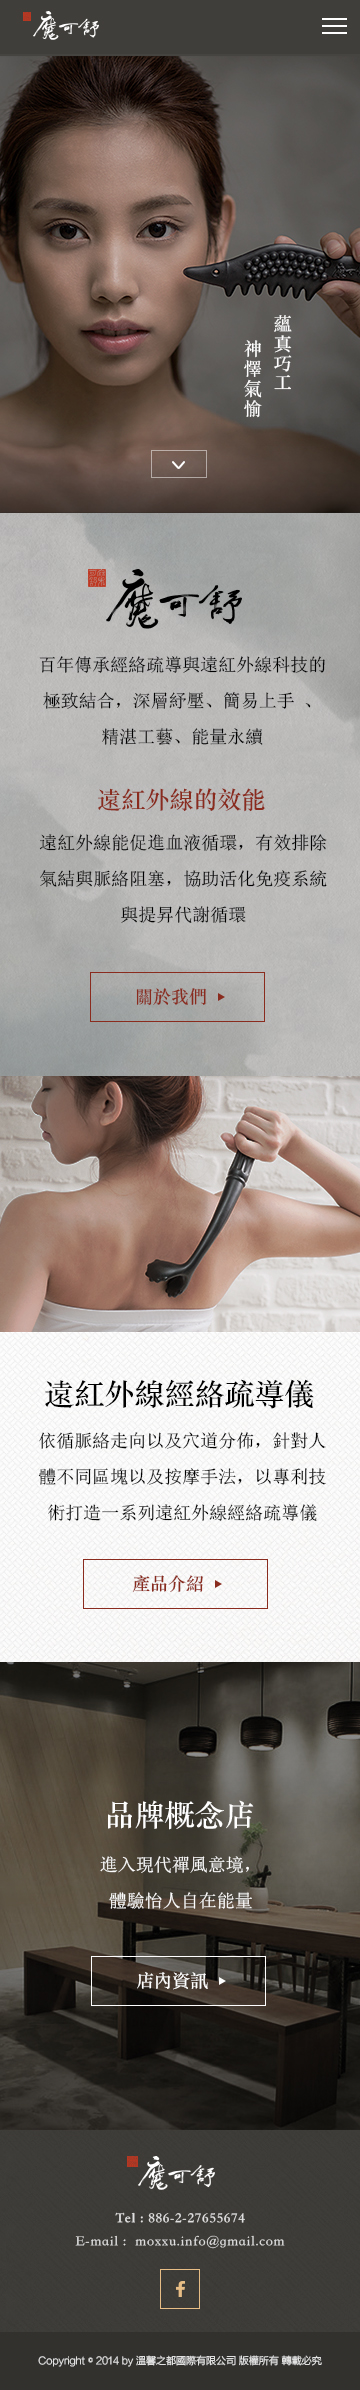 魔可舒
蘊真巧工
神懌氣愉
魔可舒
百年傳承經絡疏導與遠紅外線科技的
極致結合，深層紓壓、簡易上手 、
精湛工藝、能量永續
遠紅外線的效能
遠紅外線能促進血液循環，有效排除
氣結與脈絡阻塞，協助活化免疫系統
與提昇代謝循環
關於我們
遠紅外線經絡疏導儀
依循脈絡走向以及穴道分佈，針對人
體不同區塊以及按摩手法，以專利技
術打造一系列遠紅外線經絡疏導儀
產品介紹
品牌概念店
進入現代禪風意境，
體驗怡人自在能量
店內資訊
魔可舒
Tel : 886-2-27655674
E-mail : moxxu.info@gmail.com
f
Copyright © 2014 by 溫馨之都國際有限公司 版權所有 轉載必究